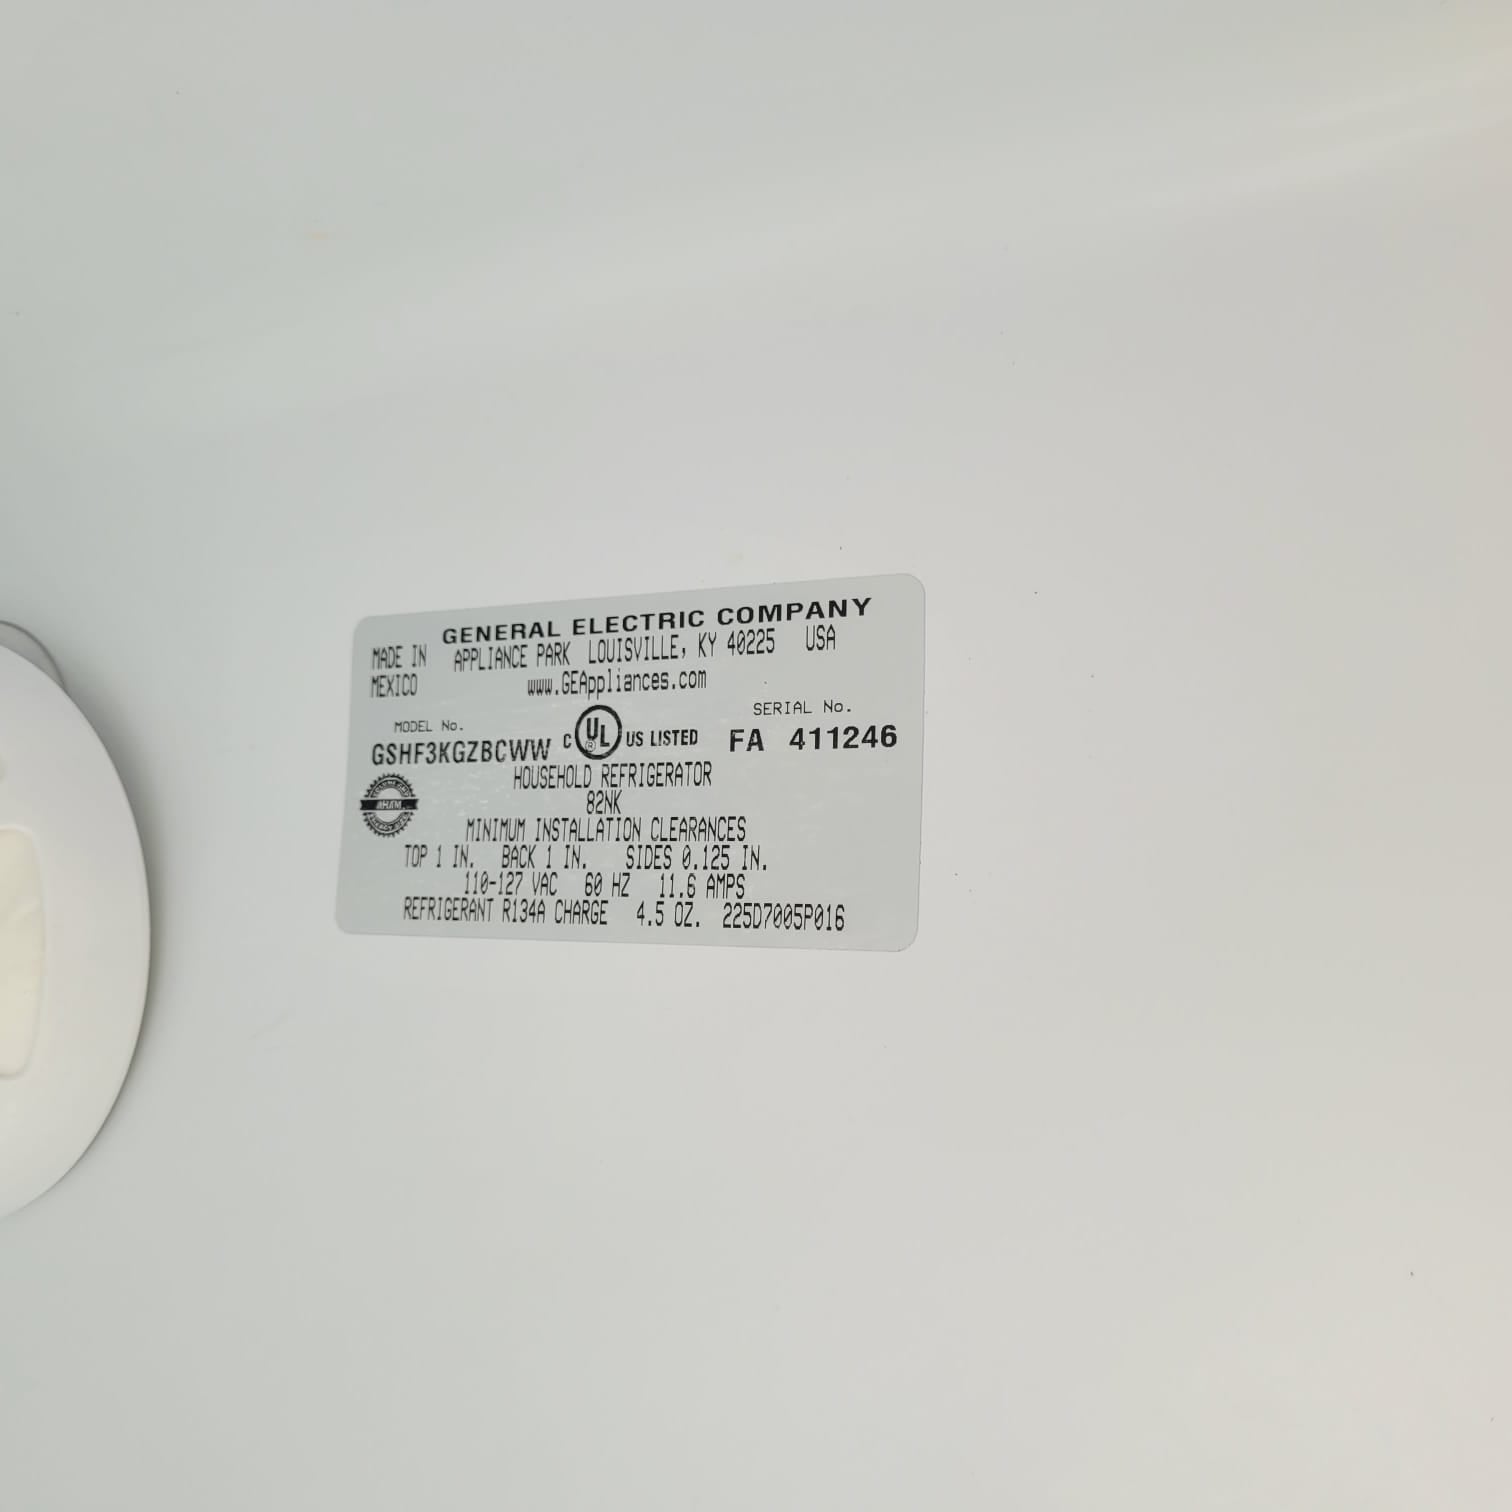 GENERAL ELECTRIC COMPANY
MADE IN APPLIANCE PARK LOUISVILLE, KY 40225 USA
MEXICO www.GEAppliances.com
MODEL No. SERIAL No.
GSHF3KGZBCWW C UL ® US LISTED FA 411246
HOUSEHOLD REFRIGERATOR
AHAM
82NK
MINIMUM INSTALLATION CLEARANCES
TOP 1 IN. BACK 1 IN. SIDES 0.125 IN.
110-127 VAC 60 HZ 11.6 AMPS
REFRIGERANT R134A CHARGE 4.5 OZ. 225D7005P016